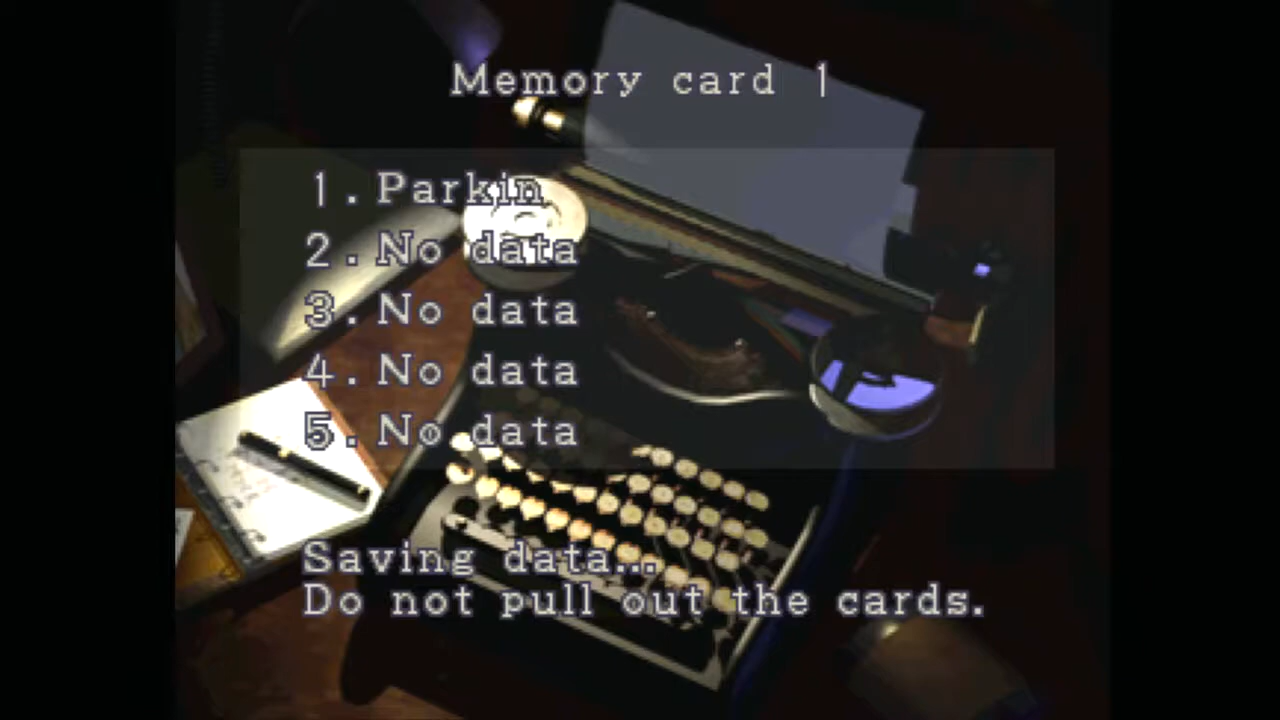 Memory card 1
1.Parkin
2.No data
3.No data
4.No data
5.No data
Saving data...
Do not pull out the cards.